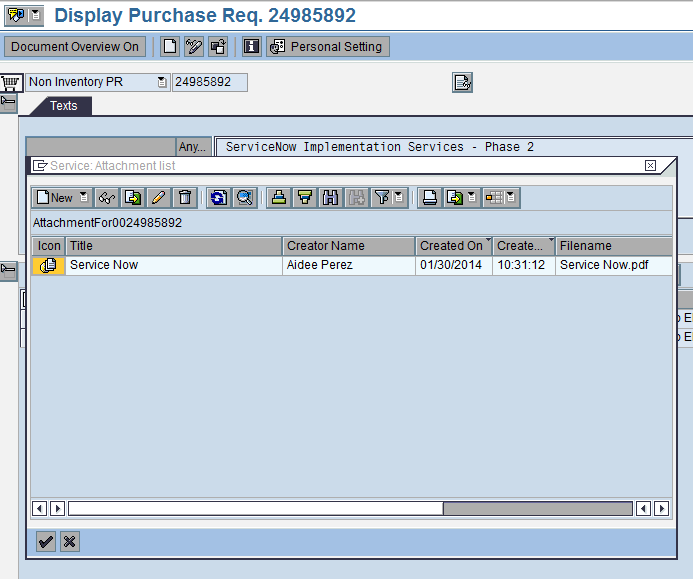 Display Purchase Req. 24985892
Document Overview On
Personal Setting
Non Inventory PR
24985892
Texts
Any...
ServiceNow Implementation Services - Phase 2
Service: Attachment list
New
AttachmentFor0024985892
Icon Title Creator Name Created On Create... Filename
Service Now Aidee Perez 01/30/2014 10:31:12 Service Now.pdf